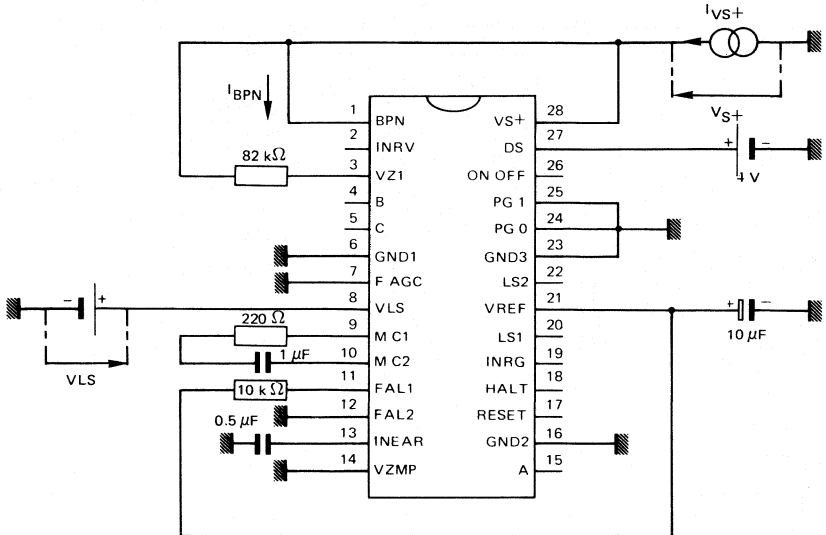 IVS+
IBPN
VS+
1 BPN
VS+ 28
2 INRV
DS 27
82 kΩ
3 VZ1
ON OFF 26
4 B
PG 1 25
5 C
PG 0 24
6 GND1
GND3 23
7 F AGC
LS2 22
8 VLS
VREF 21
220 Ω
9 MC1
LS1 20
1 µF
10 MC2
INRG 19
10 kΩ
11 FAL1
HALT 18
12 FAL2
RESET 17
0.5 µF
13 INEAR
GND2 16
14 VZMP
A 15
+ -
V
- +
VLS
+ -
10 µF